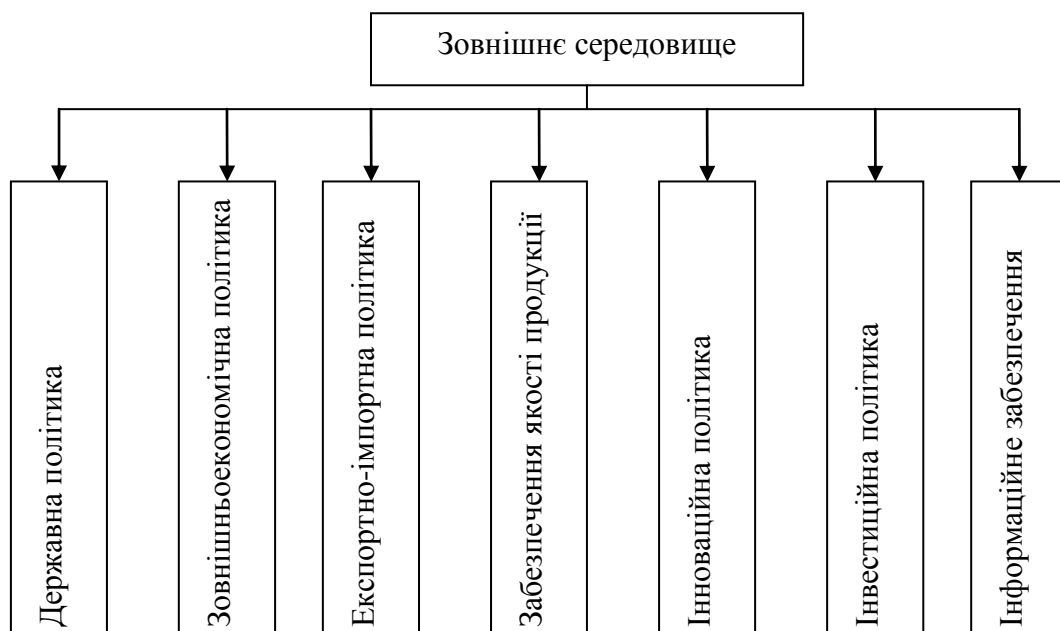 Зовнішнє середовище
Державна політика
Зовнішньоекономічна політика
Експортно-імпортна політика
Забезпечення якості продукції
Інноваційна політика
Інвестиційна політика
Інформаційне забезпечення